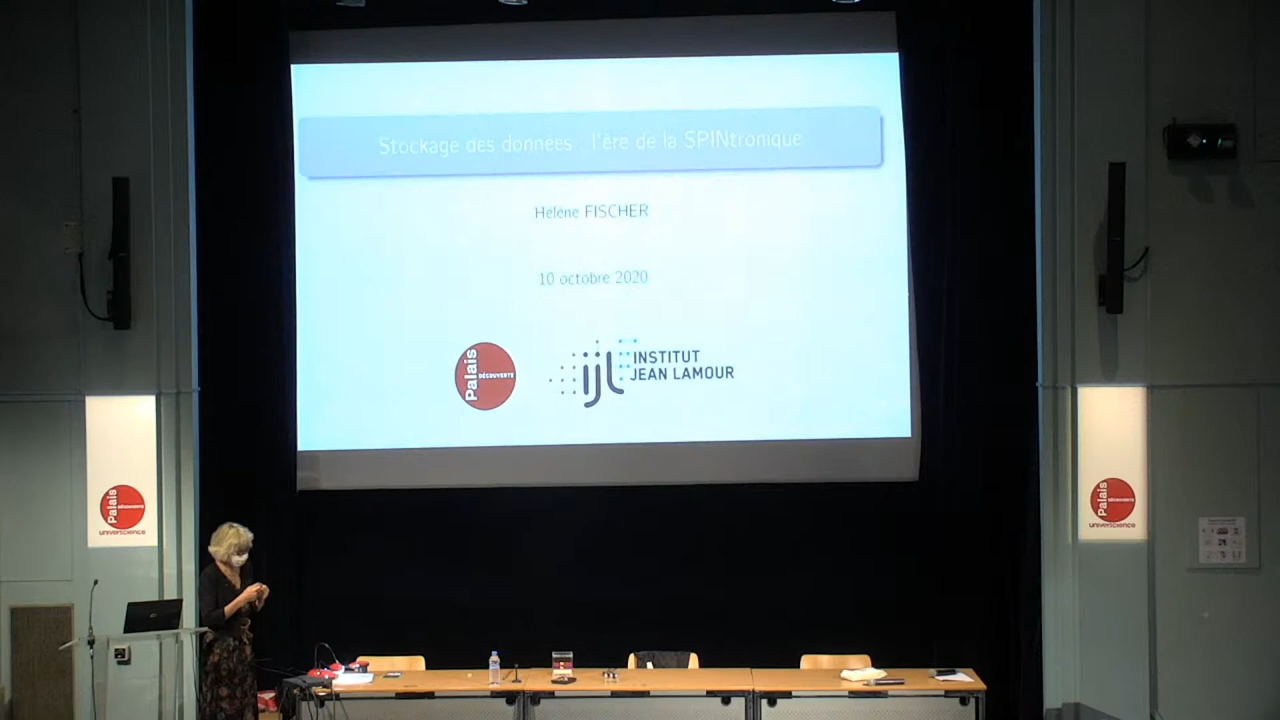 Stockage des données : l'ère de la SPINtronique
Hélène FISCHER
10 octobre 2020
Palais
DÉCOUVERTE
ijl
INSTITUT
JEAN LAMOUR
Palais
DÉCOUVERTE
universcience
Palais
DÉCOUVERTE
universcience